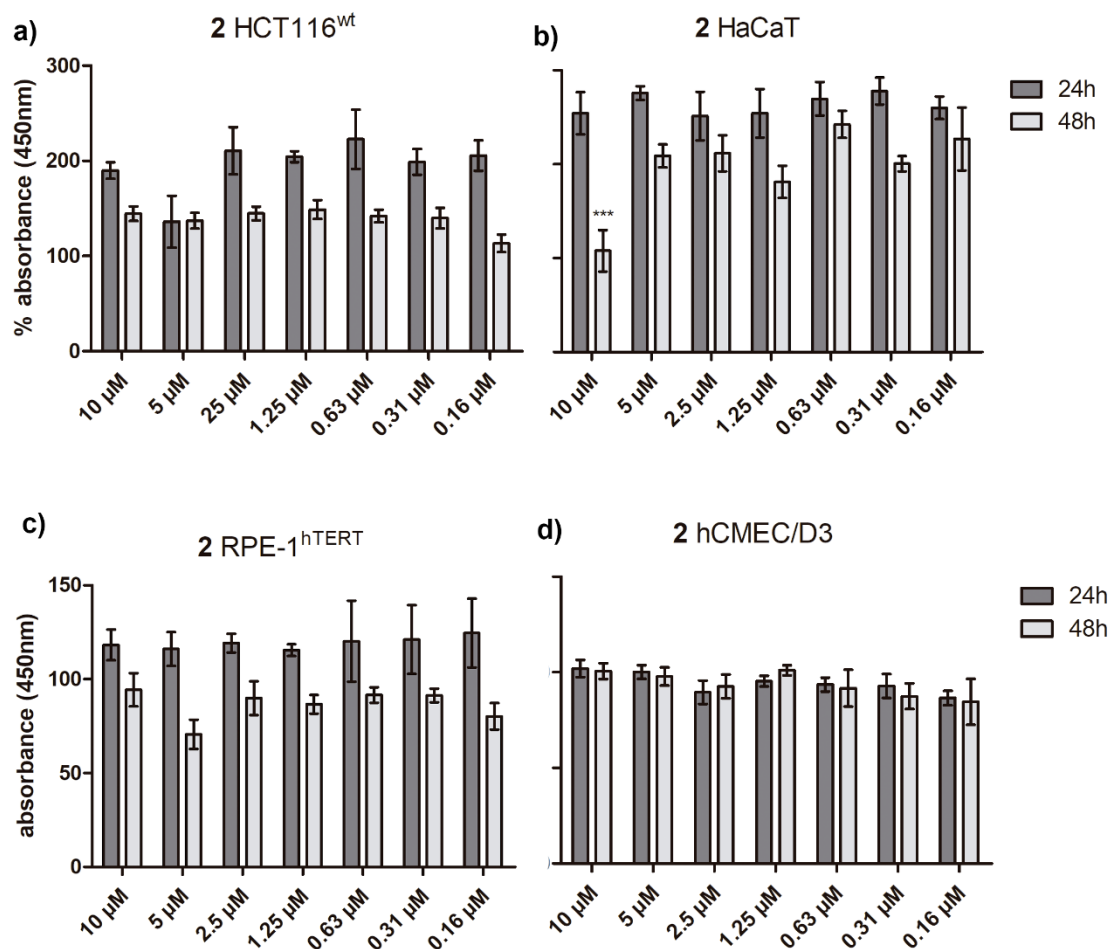 a)
2 HCT116wt
% absorbance (450nm)
300
200
100
0
10 µM
5 µM
25 µM
1.25 µM
0.63 µM
0.31 µM
0.16 µM
b)
2 HaCaT
***
24h
48h
10 µM
5 µM
2.5 µM
1.25 µM
0.63 µM
0.31 µM
0.16 µM
c)
2 RPE-1hTERT
absorbance (450nm)
150
100
50
0
10 µM
5 µM
2.5 µM
1.25 µM
0.63 µM
0.31 µM
0.16 µM
d)
2 hCMEC/D3
24h
48h
10 µM
5 µM
2.5 µM
1.25 µM
0.63 µM
0.31 µM
0.16 µM